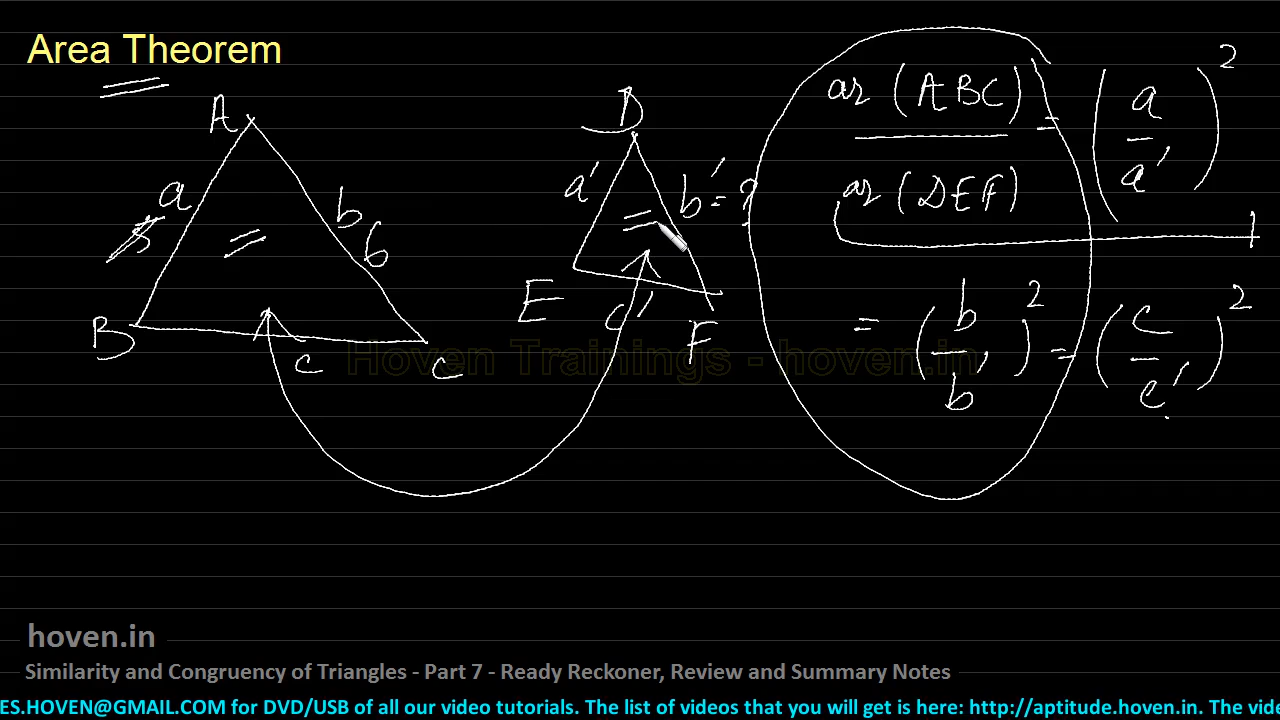 Area Theorem
A
a
b
6
B
c
C
D
a'
b' = ?
E
c'
F
ar (ABC)
ar (DEF)
= (a/a')²
= (b/b')² = (c/c')²
Hoven Trainings - hoven.in
hoven.in
Similarity and Congruency of Triangles - Part 7 - Ready Reckoner, Review and Summary Notes
ES.HOVEN@GMAIL.COM for DVD/USB of all our video tutorials. The list of videos that you will get is here: http://aptitude.hoven.in. The vide